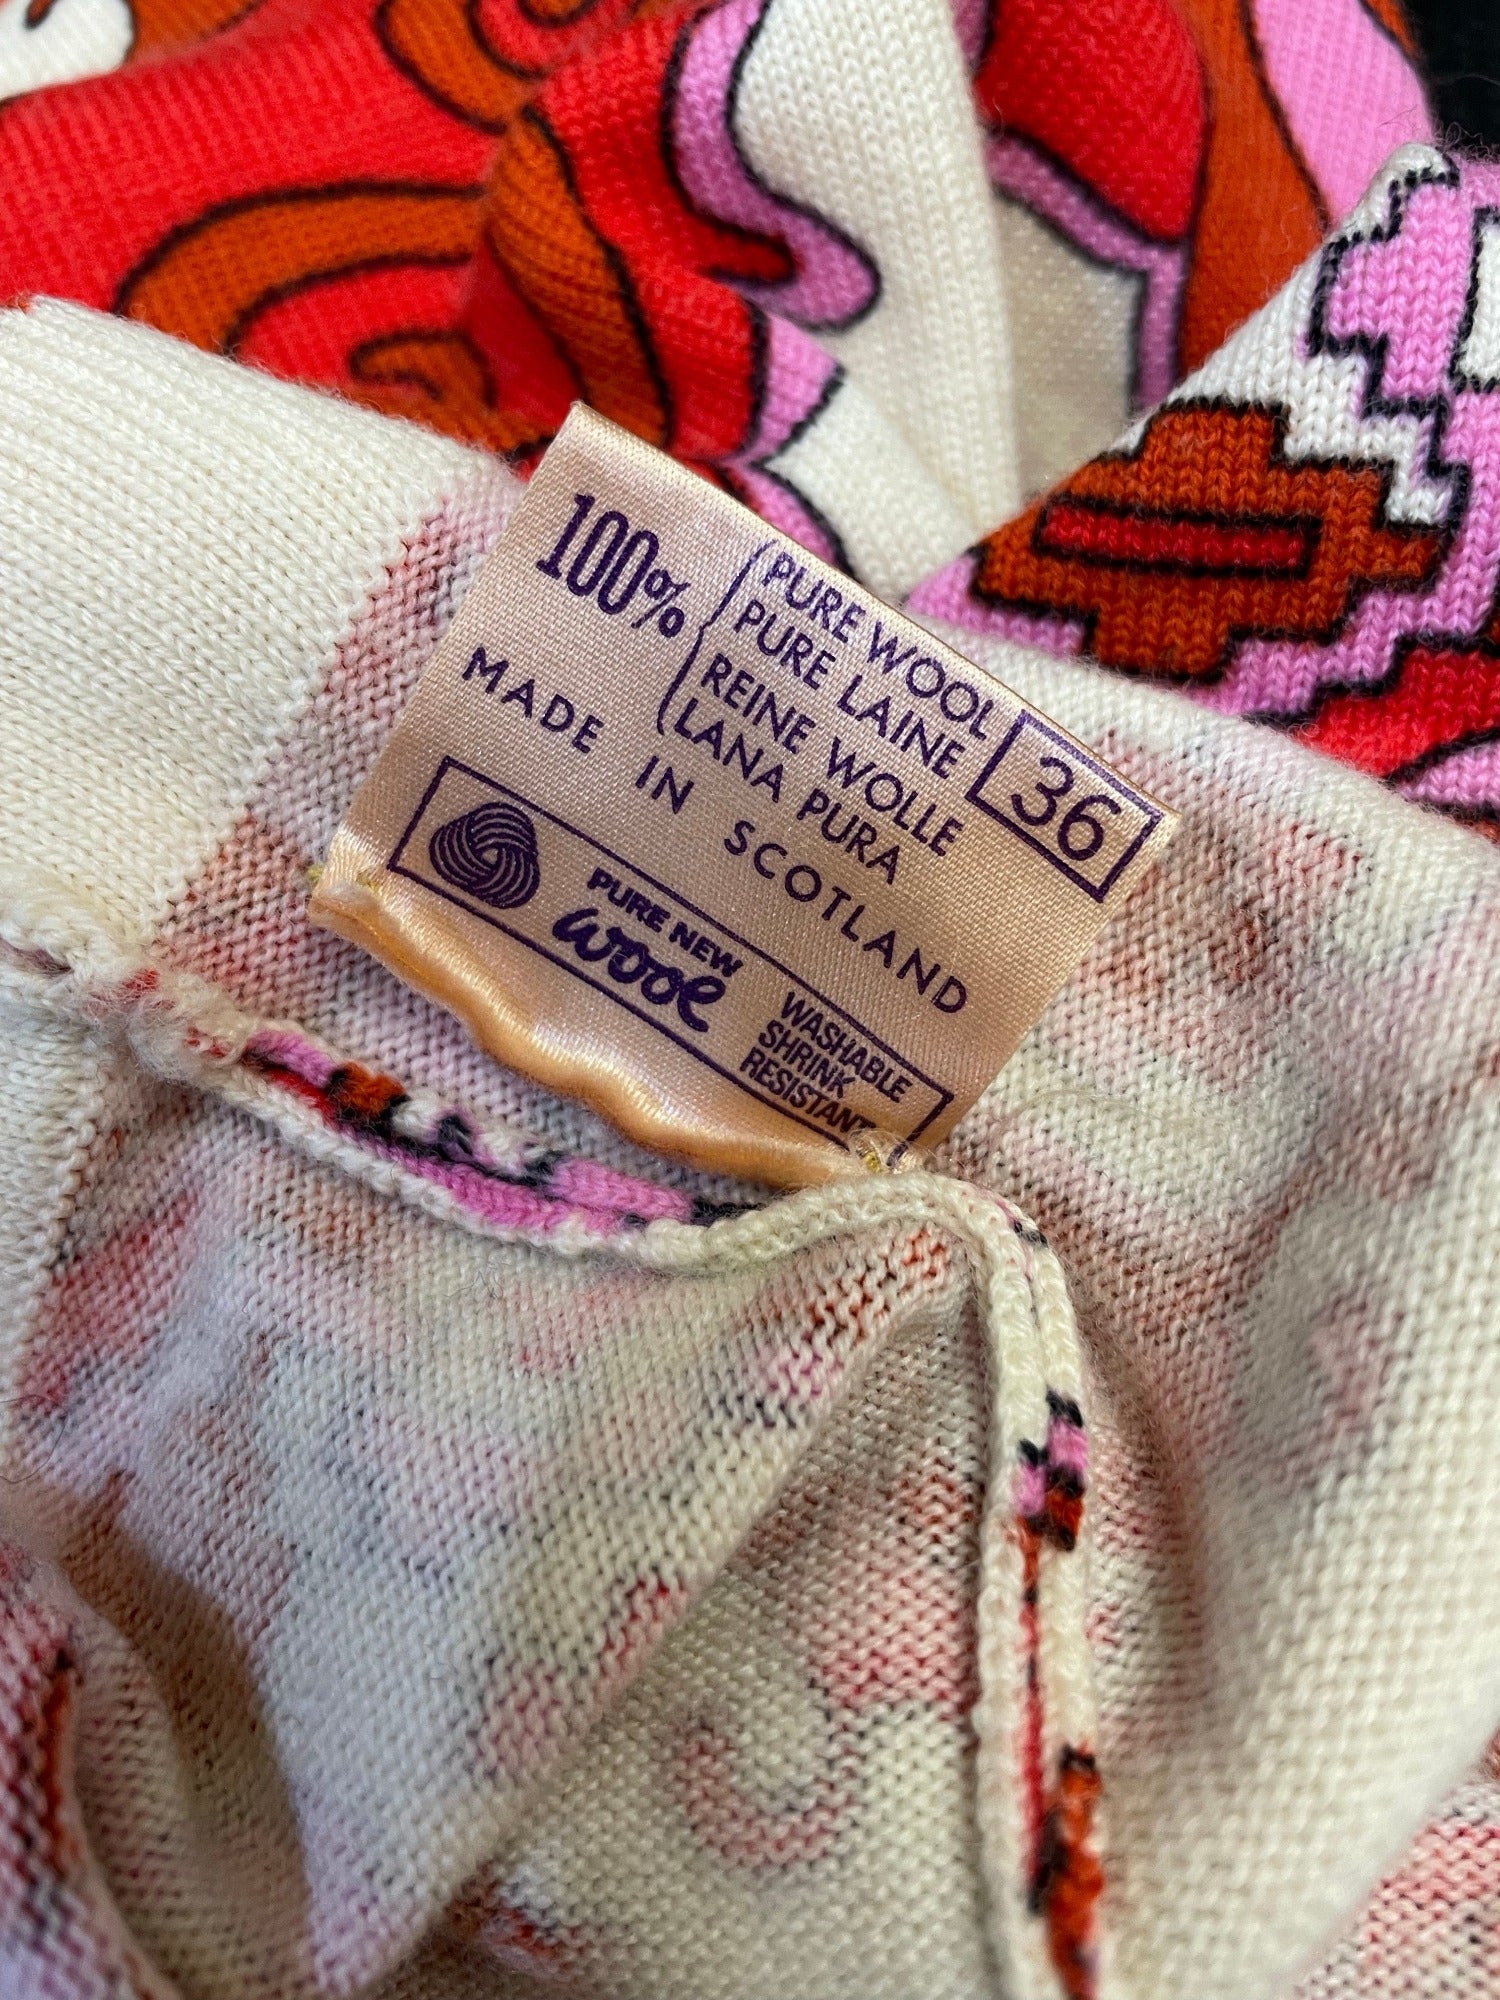 100% PURE WOOL
PURE LAINE
REINE WOLLE
LANA PURA
36
MADE IN SCOTLAND
PURE NEW
wool
WASHABLE
SHRINK
RESISTANT